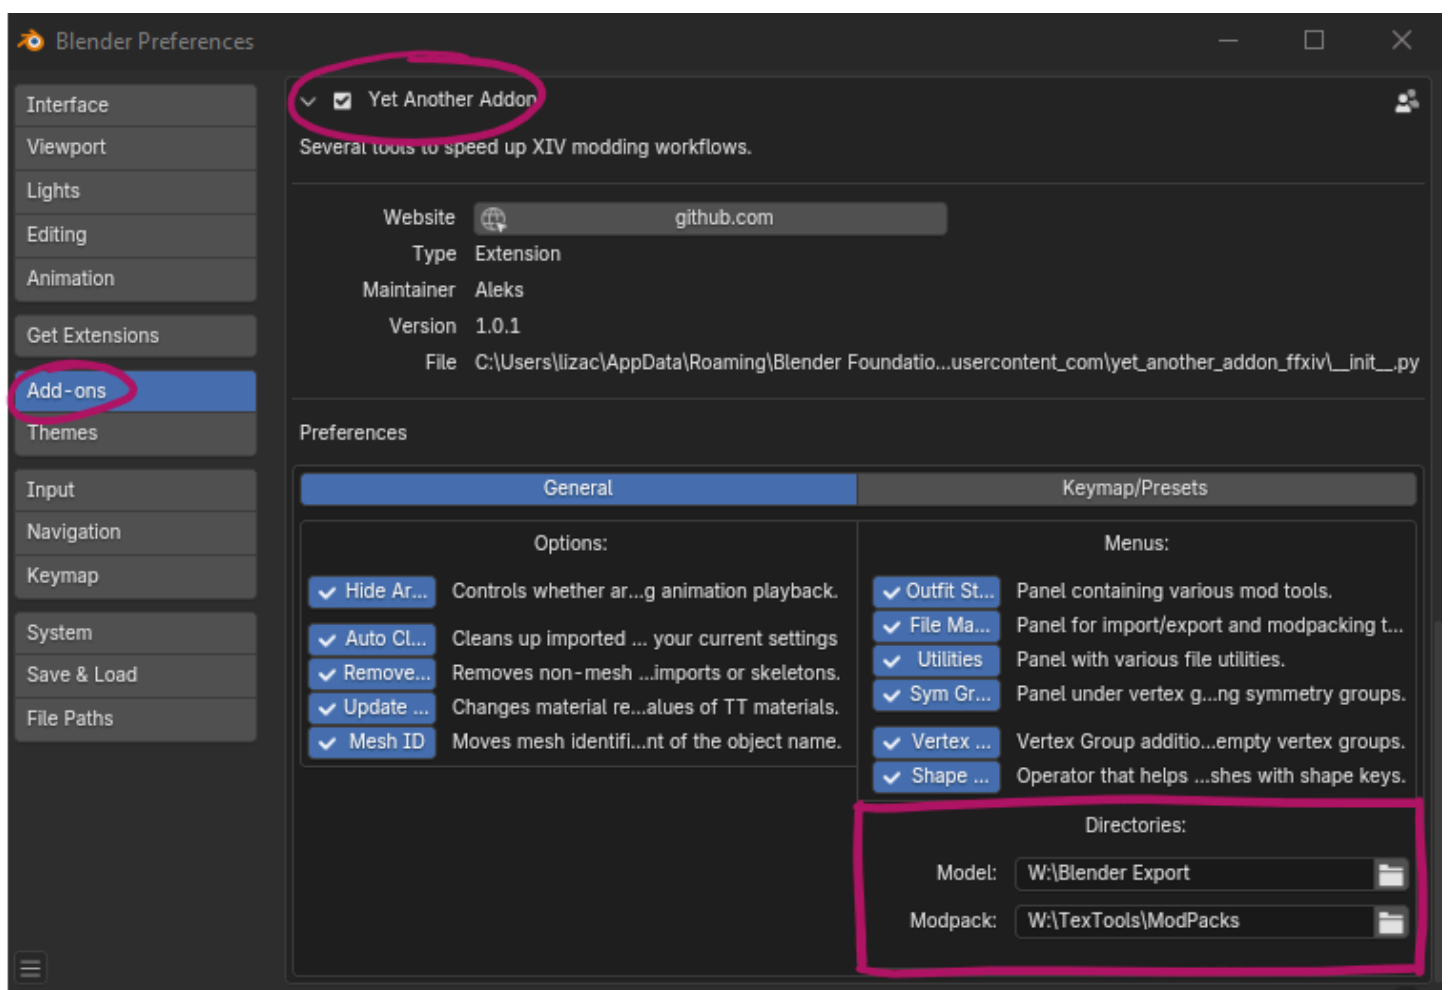 Blender Preferences
Interface
Viewport
Lights
Editing
Animation
Get Extensions
Add-ons
Themes
Input
Navigation
Keymap
System
Save & Load
File Paths
Yet Another Addon
Several tools to speed up XIV modding workflows.
Website github.com
Type Extension
Maintainer Aleks
Version 1.0.1
File C:\Users\lizac\AppData\Roaming\Blender Foundatio...usercontent_com\yet_another_addon_ffxiv\__init__.py
Preferences
General Keymap/Presets
Options:
Hide Ar... Controls whether ar...g animation playback.
Auto Cl... Cleans up imported ... your current settings
Remove... Removes non-mesh ...imports or skeletons.
Update ... Changes material re...alues of TT materials.
Mesh ID Moves mesh identifi...nt of the object name.
Menus:
Outfit St... Panel containing various mod tools.
File Ma... Panel for import/export and modpacking t...
Utilities Panel with various file utilities.
Sym Gr... Panel under vertex g...ng symmetry groups.
Vertex ... Vertex Group additio...empty vertex groups.
Shape ... Operator that helps ...shes with shape keys.
Directories:
Model: W:\Blender Export
Modpack: W:\TexTools\ModPacks